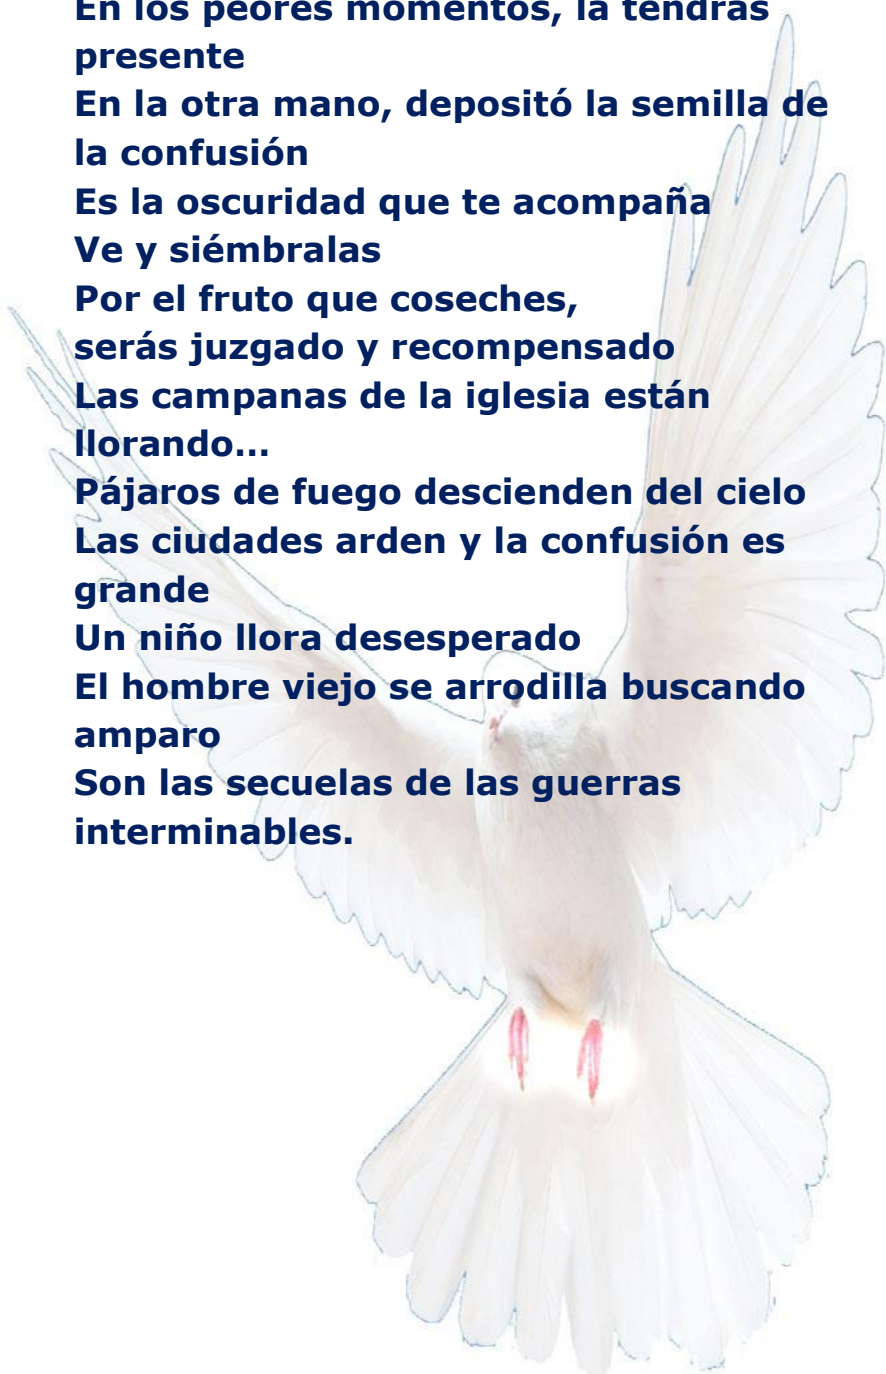 En los peores momentos, la tendrás
presente
En la otra mano, depositó la semilla de
la confusión
Es la oscuridad que te acompaña
Ve y siémbralas
Por el fruto que coseches,
serás juzgado y recompensado
Las campanas de la iglesia están
llorando...
Pájaros de fuego descienden del cielo
Las ciudades arden y la confusión es
grande
Un niño llora desesperado
El hombre viejo se arrodilla buscando
amparo
Son las secuelas de las guerras
interminables.